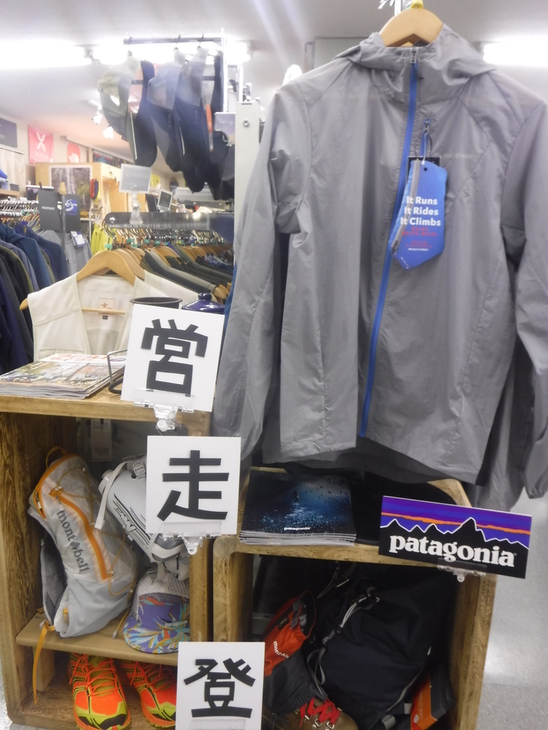 It Runs
It Rides
It Climbs
営
走
登
mont-bell
patagonia